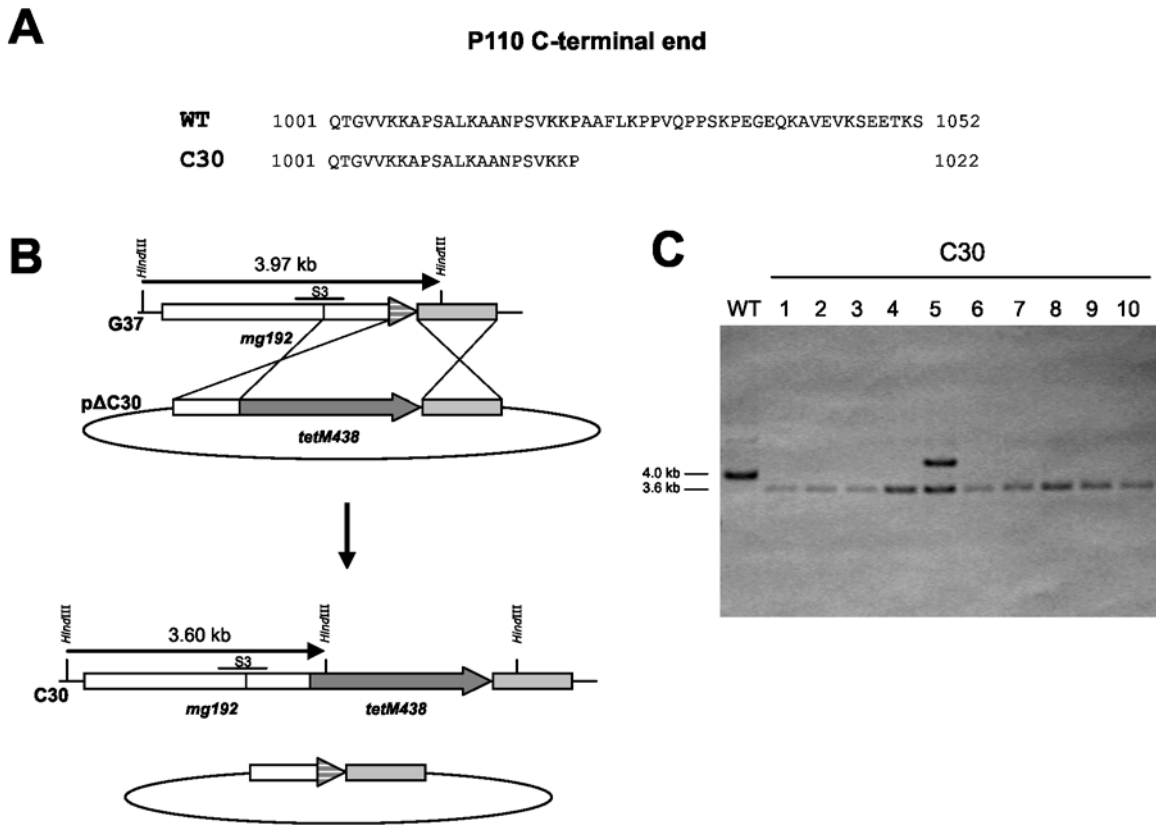 A
P110 C-terminal end
WT 1001 QTGVVKKAPSALKAANPSVKKPAAFLKPPVQPPSKPEGEQKAVEVKSEETKS 1052
C30 1001 QTGVVKKAPSALKAANPSVKKP 1022
B
HindIII
3.97 kb
HindIII
S3
G37
mg192
pΔC30
tetM438
HindIII
3.60 kb
HindIII
HindIII
S3
C30
mg192
tetM438
C
C30
WT 1 2 3 4 5 6 7 8 9 10
4.0 kb
3.6 kb